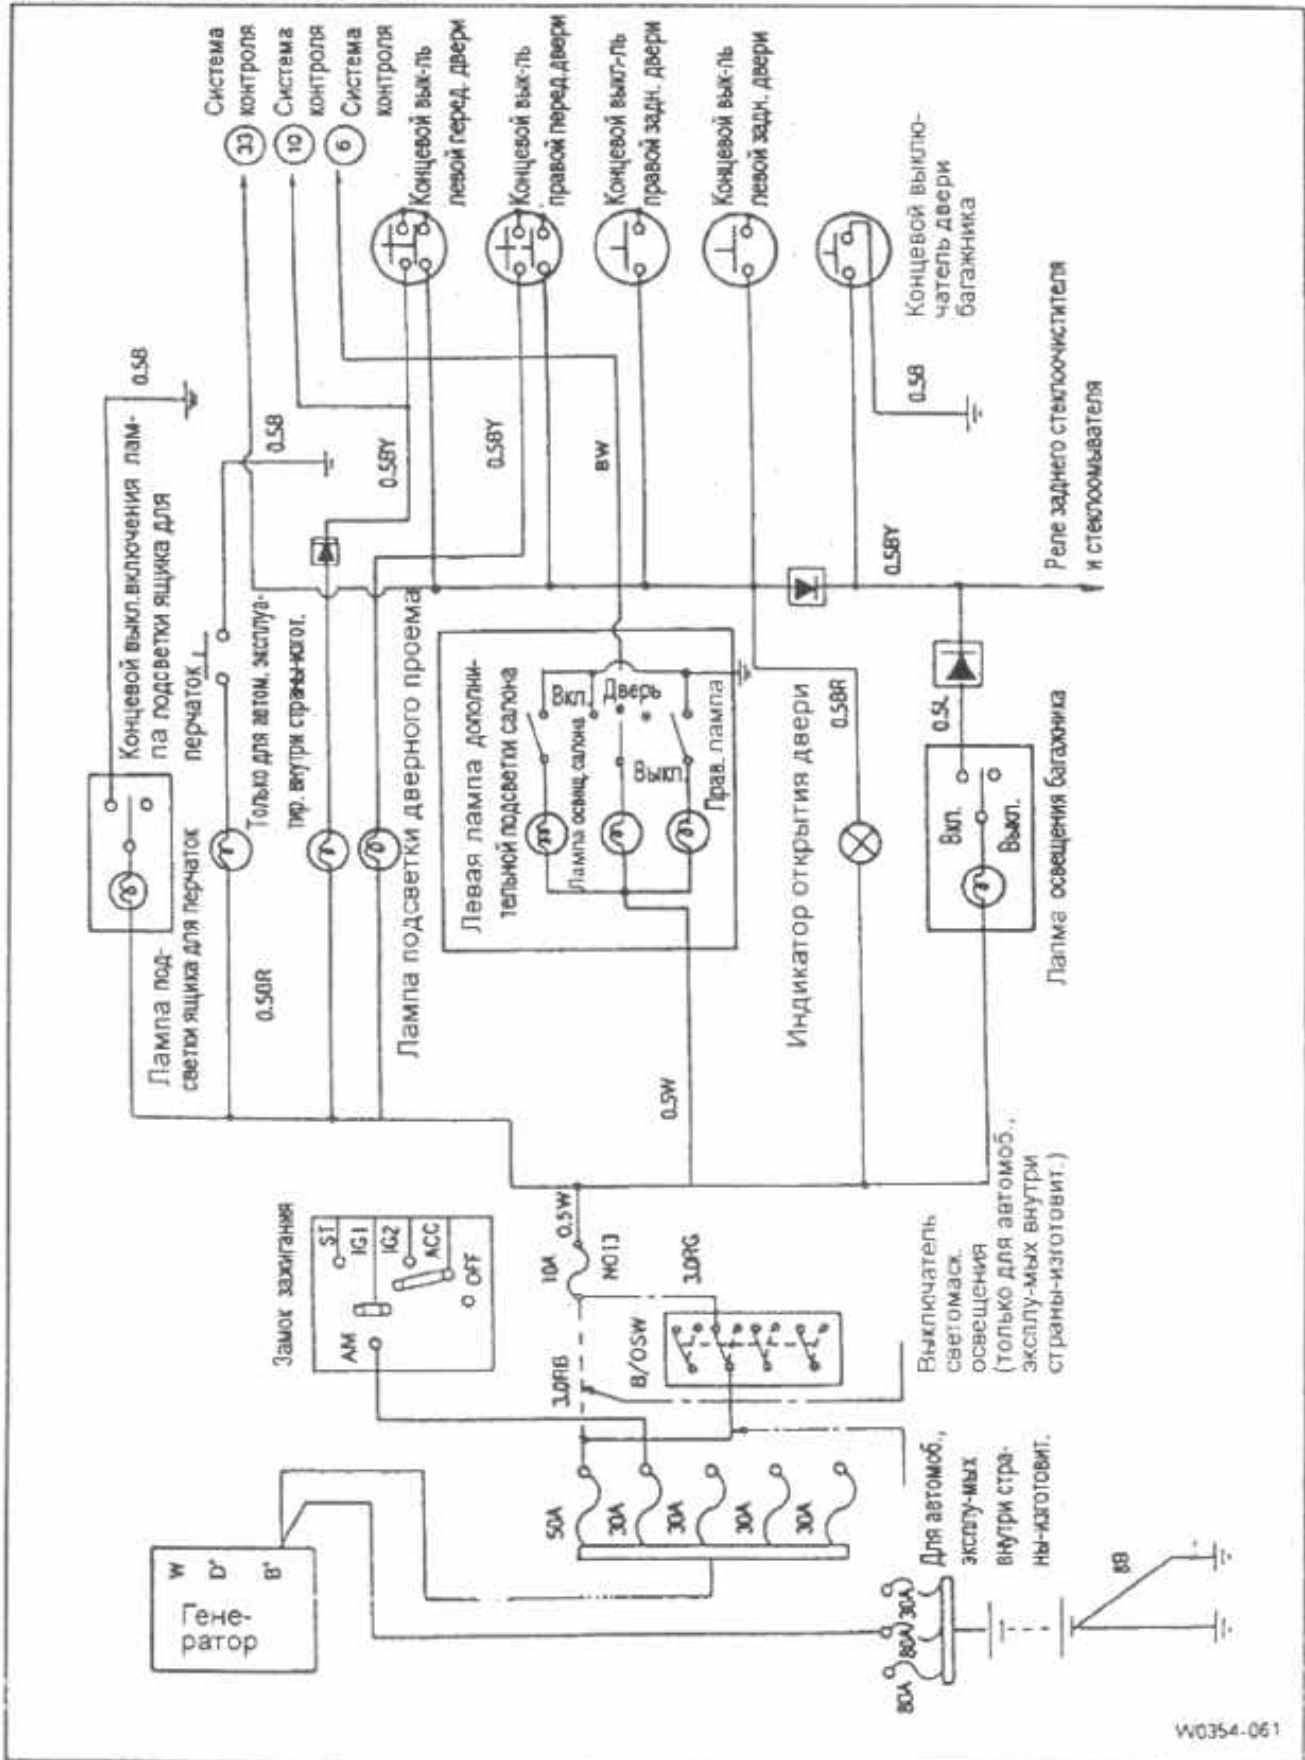 Система
контроля
33
Система
контроля
10
Система
контроля
6
Концевой вык-ль
левой перед. двери
Концевой вык-ль
правой перед. двери
Концевой выкл-ль
правой задн. двери
Концевой вык-ль
левой задн. двери
Концевой выклю-
чатель двери
багажника
0.5B
0.5B
0.5BY
0.5BY
BW
0.5B
0.5BY
Реле заднего стеклоочистителя
и стеклоомывателя
Концевой выкл.включения лам-
па подсветки ящика для
перчаток
Только для автом. эксплуа-
тир. внутри страны-изгот.
Лампа подсветки дверного проема
Левая лампа дополни-
тельной подсветки салона
Вкл.
Дверь
Лампа освещ. салона
Выкл.
Прав. лампа
0.5BR
Индикатор открытия двери
0.5L
Вкл.
Выкл.
Лапма освещения багажника
Лампа под-
светки ящика для перчаток
0.5BR
0.5W
Замок зажигания
ST
IG1
IG2
ACC
OFF
AM
0.5W
10A
NO13
3.0RG
3.0RB
B/OSW
Выключатель
светомаск.
освещения
(только для автомоб.,
эксплу-мых внутри
страны-изготовит.)
Гене-
ратор
W
D+
B+
50A
30A
30A
30A
30A
Для автомоб.,
эксплу-мых
внутри стра-
ны-изготовит.
80A
80A
30A
8B
W0354-061